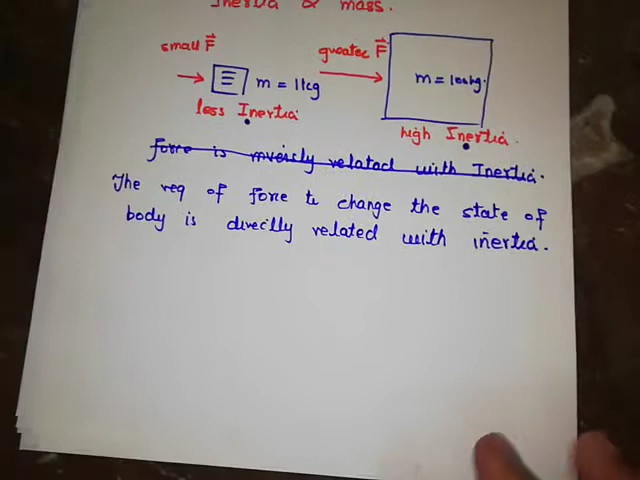 Inertia ∝ mass.
small F⃗
greater F⃗
m = 1kg
m = 100kg.
less Inertia
high Inertia.
force is inversly related with Inertia.
The req of force to change the state of
body is direcily related with inertia.